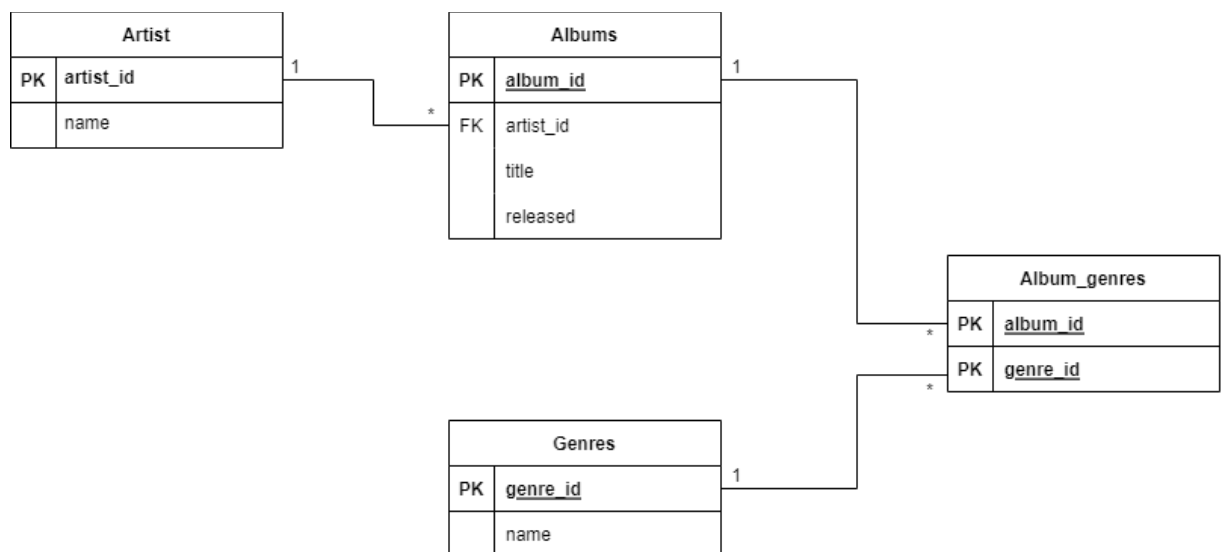 Artist
PK artist_id
name
1
*
Albums
PK album_id
FK artist_id
title
released
1
*
Album_genres
PK album_id
PK genre_id
*
1
Genres
PK genre_id
name